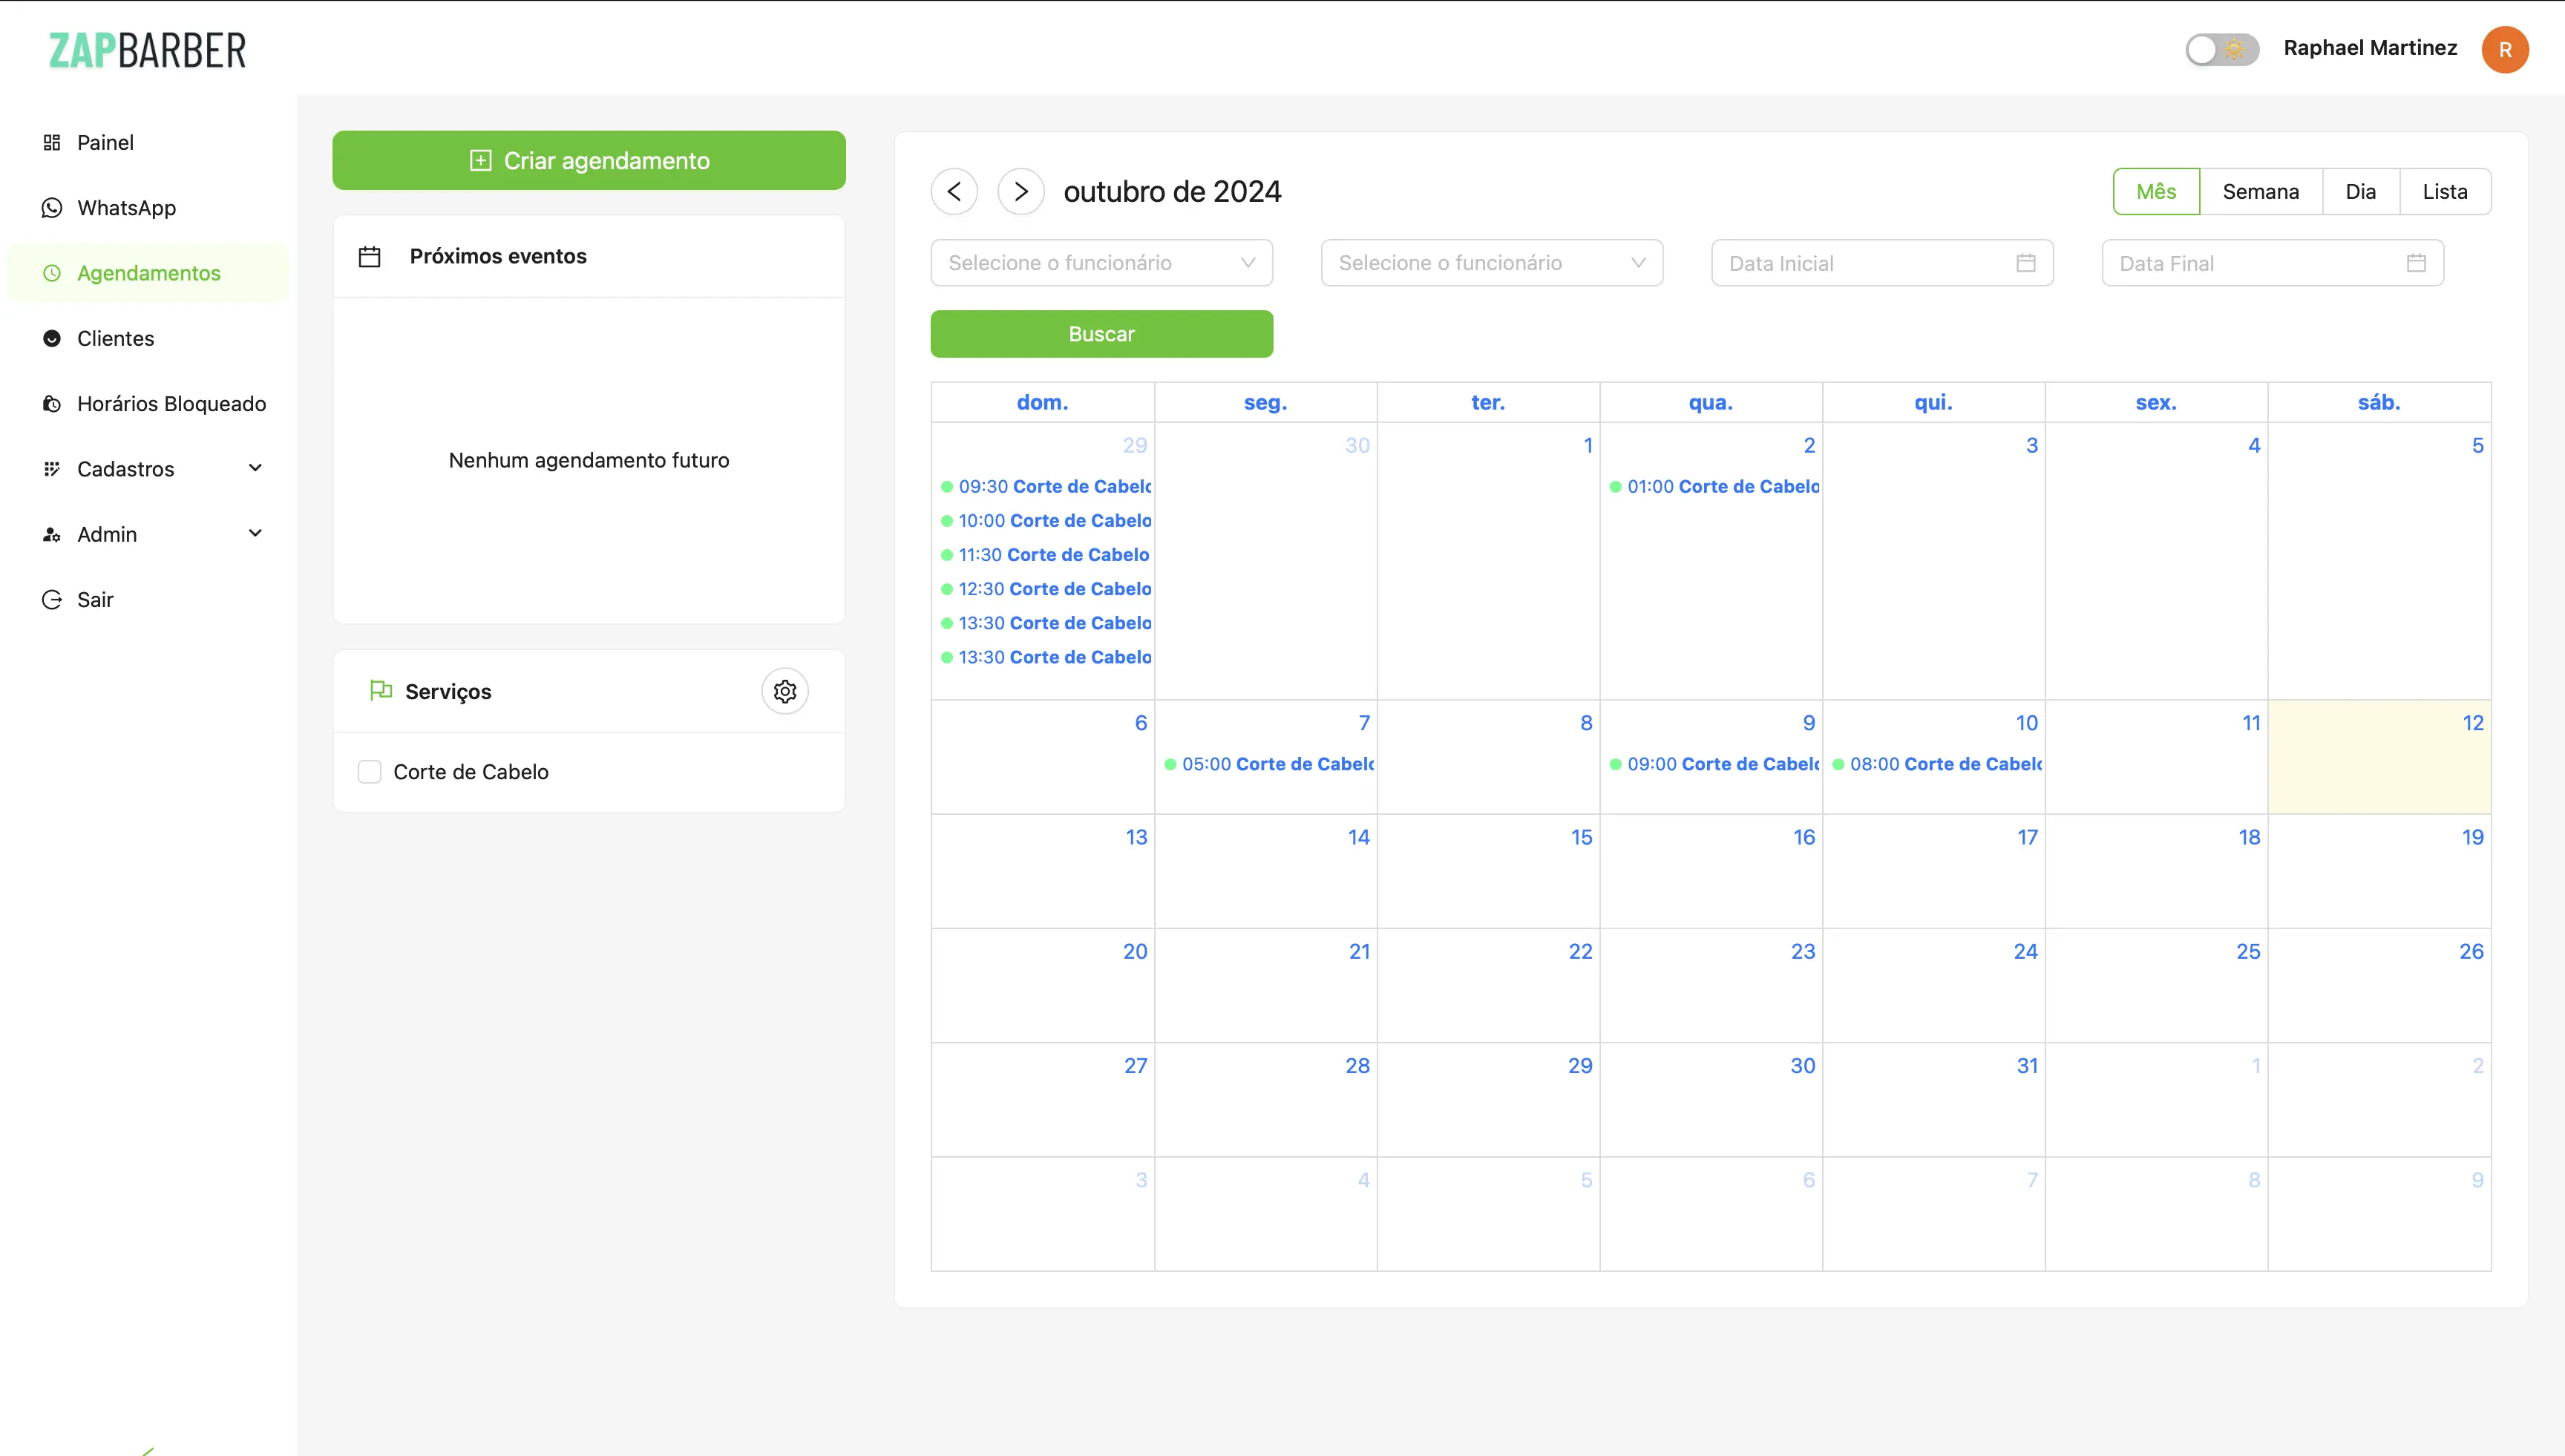 ZAPBARBER
Raphael Martinez
R
Painel
WhatsApp
Agendamentos
Clientes
Horários Bloqueado
Cadastros
Admin
Sair
Criar agendamento
Próximos eventos
Nenhum agendamento futuro
Serviços
Corte de Cabelo
outubro de 2024
Mês Semana Dia Lista
Selecione o funcionário Selecione o funcionário Data Inicial Data Final
Buscar
dom. seg. ter. qua. qui. sex. sáb.
29 30 1 2 3 4 5
09:30 Corte de Cabelo 01:00 Corte de Cabelo
10:00 Corte de Cabelo
11:30 Corte de Cabelo
12:30 Corte de Cabelo
13:30 Corte de Cabelo
13:30 Corte de Cabelo
6 7 8 9 10 11 12
05:00 Corte de Cabelo 09:00 Corte de Cabelo 08:00 Corte de Cabelo
13 14 15 16 17 18 19
20 21 22 23 24 25 26
27 28 29 30 31 1 2
3 4 5 6 7 8 9